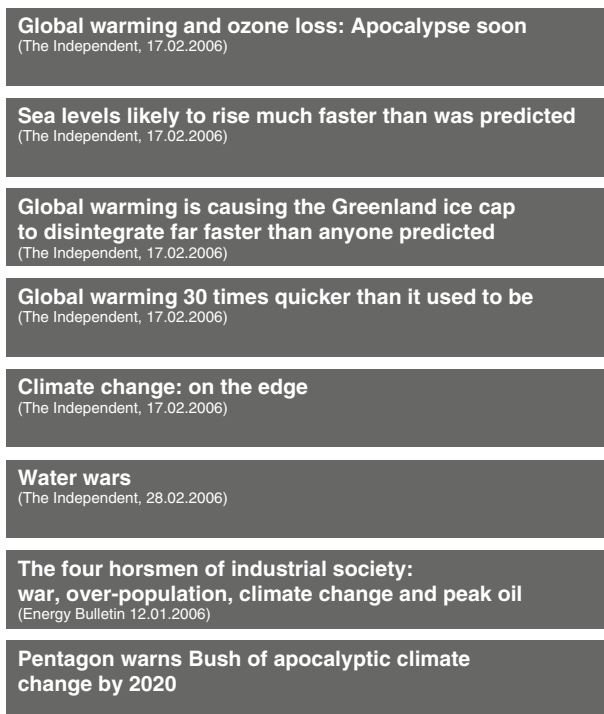 Global warming and ozone loss: Apocalypse soon
(The Independent, 17.02.2006)
Sea levels likely to rise much faster than was predicted
(The Independent, 17.02.2006)
Global warming is causing the Greenland ice cap
to disintegrate far faster than anyone predicted
(The Independent, 17.02.2006)
Global warming 30 times quicker than it used to be
(The Independent, 17.02.2006)
Climate change: on the edge
(The Independent, 17.02.2006)
Water wars
(The Independent, 28.02.2006)
The four horsmen of industrial society:
war, over-population, climate change and peak oil
(Energy Bulletin 12.01.2006)
Pentagon warns Bush of apocalyptic climate
change by 2020